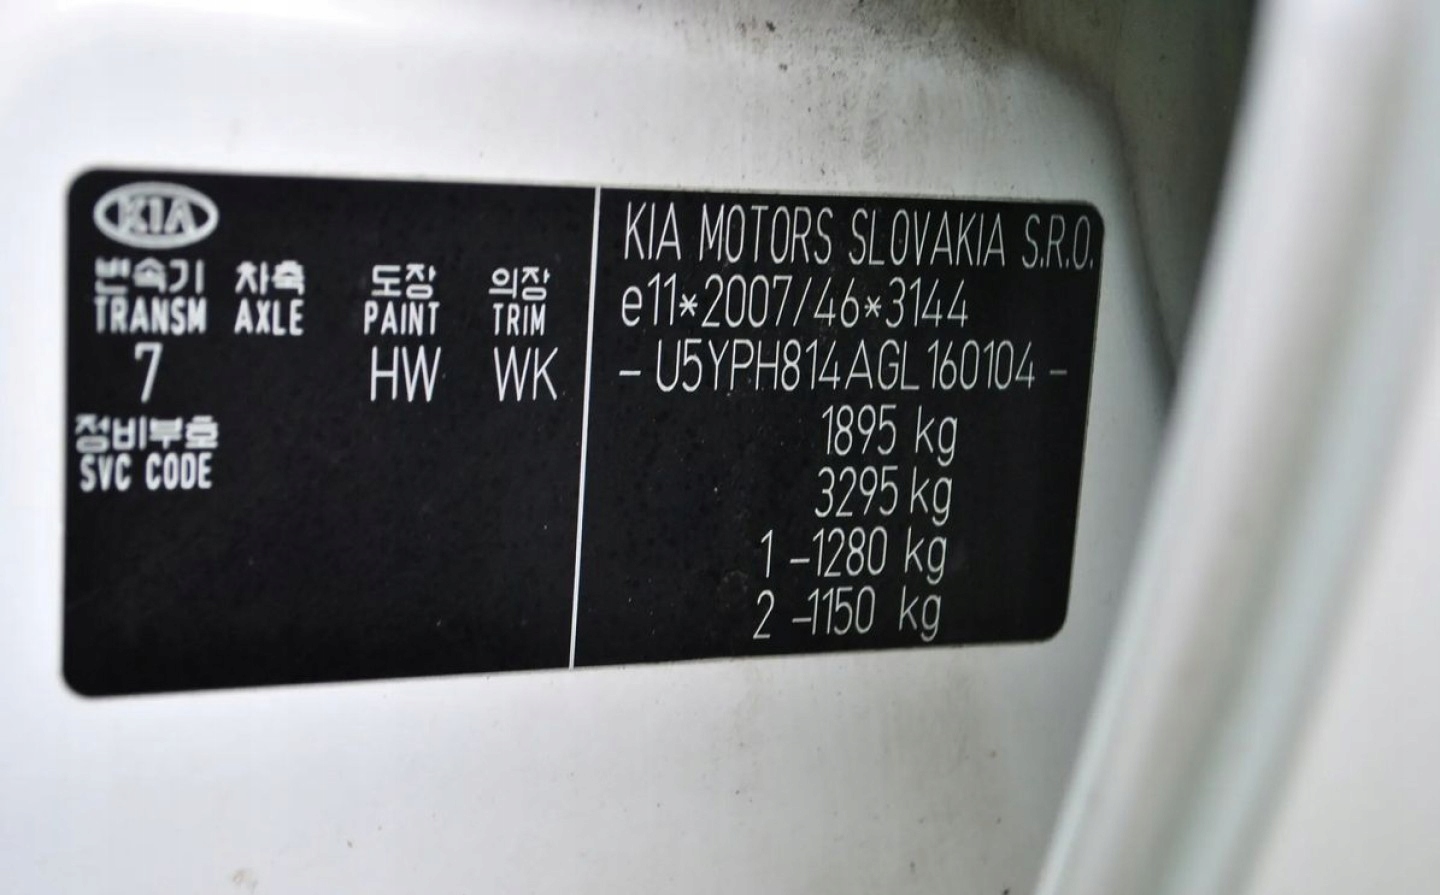 KIA
변속기 차축 도장 의장
TRANSM AXLE PAINT TRIM
7 HW WK
정비부호
SVC CODE
KIA MOTORS SLOVAKIA S.R.O.
e11*2007/46*3144
- U5YPH814AGL160104 -
1895 kg
3295 kg
1 -1280 kg
2 -1150 kg